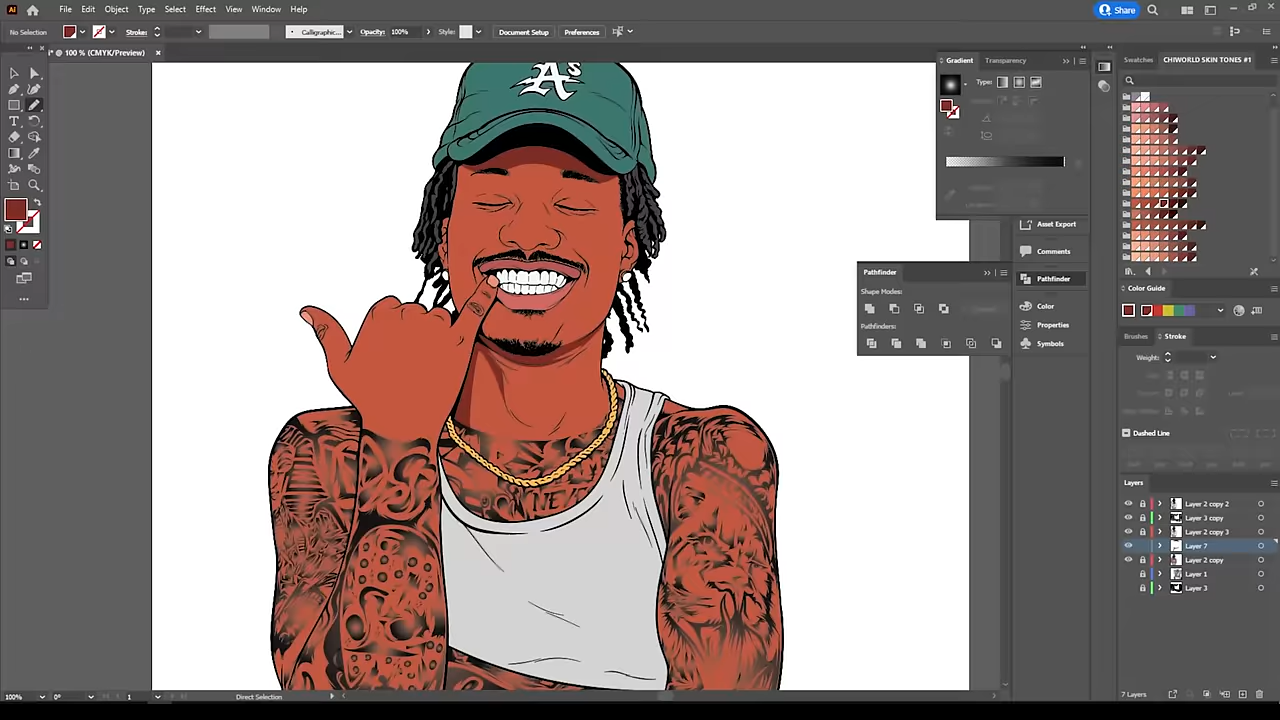 Ai
File Edit Object Type Select Effect View Window Help
Share
No Selection
Stroke:
Calligraphic...
Opacity: 100%
Style:
Document Setup
Preferences
@ 100 % (CMYK/Preview) ×
A's
Gradient
Transparency
Type:
Swatches
CHIWORLD SKIN TONES #1
Asset Export
Comments
Pathfinder
Color
Properties
Symbols
Pathfinder
Shape Modes:
Pathfinders:
Color Guide
Brushes
Stroke
Weight:
Dashed Line
Layers
Layer 2 copy 2
Layer 3 copy
Layer 2 copy 3
Layer 7
Layer 2 copy
Layer 1
Layer 3
100%
0°
1
Direct Selection
7 Layers